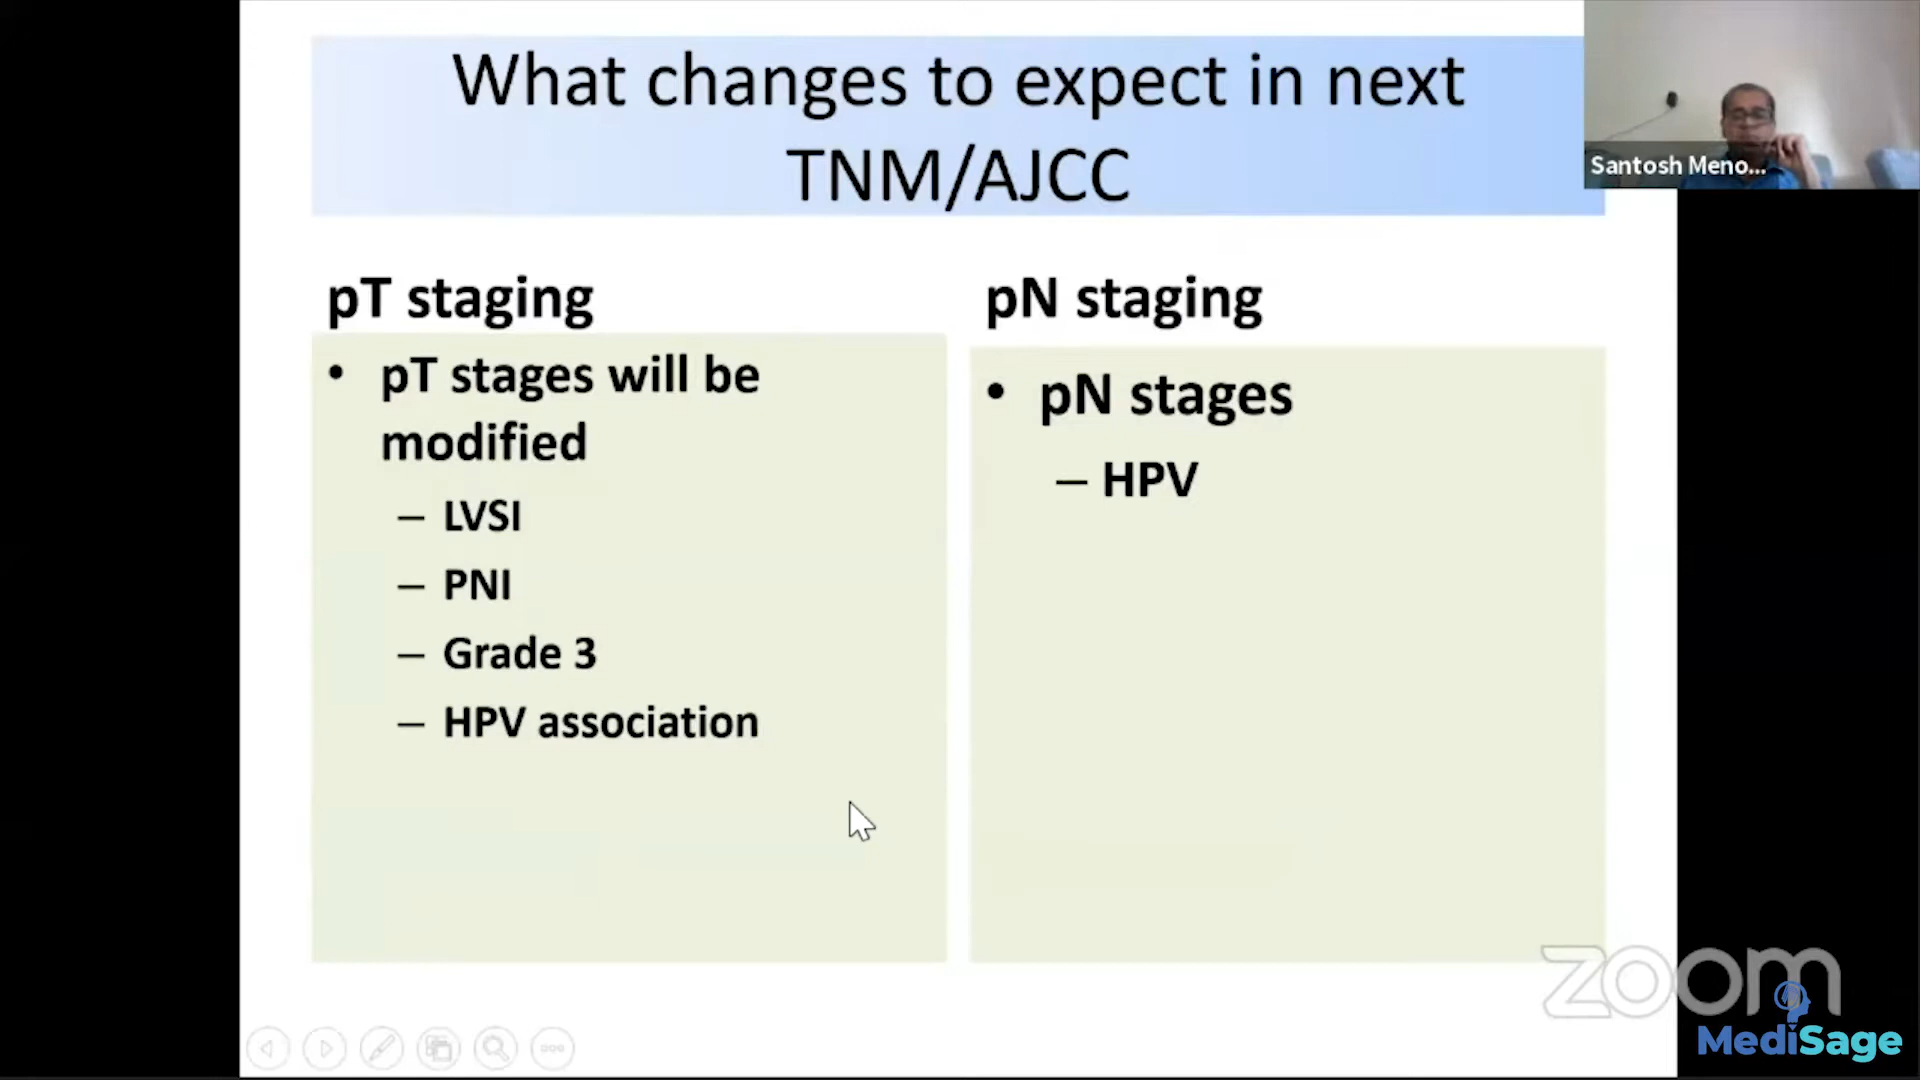 What changes to expect in next
TNM/AJCC
Santosh Meno...
pT staging
• pT stages will be
modified
– LVSI
– PNI
– Grade 3
– HPV association
pN staging
• pN stages
– HPV
zoom
MediSage